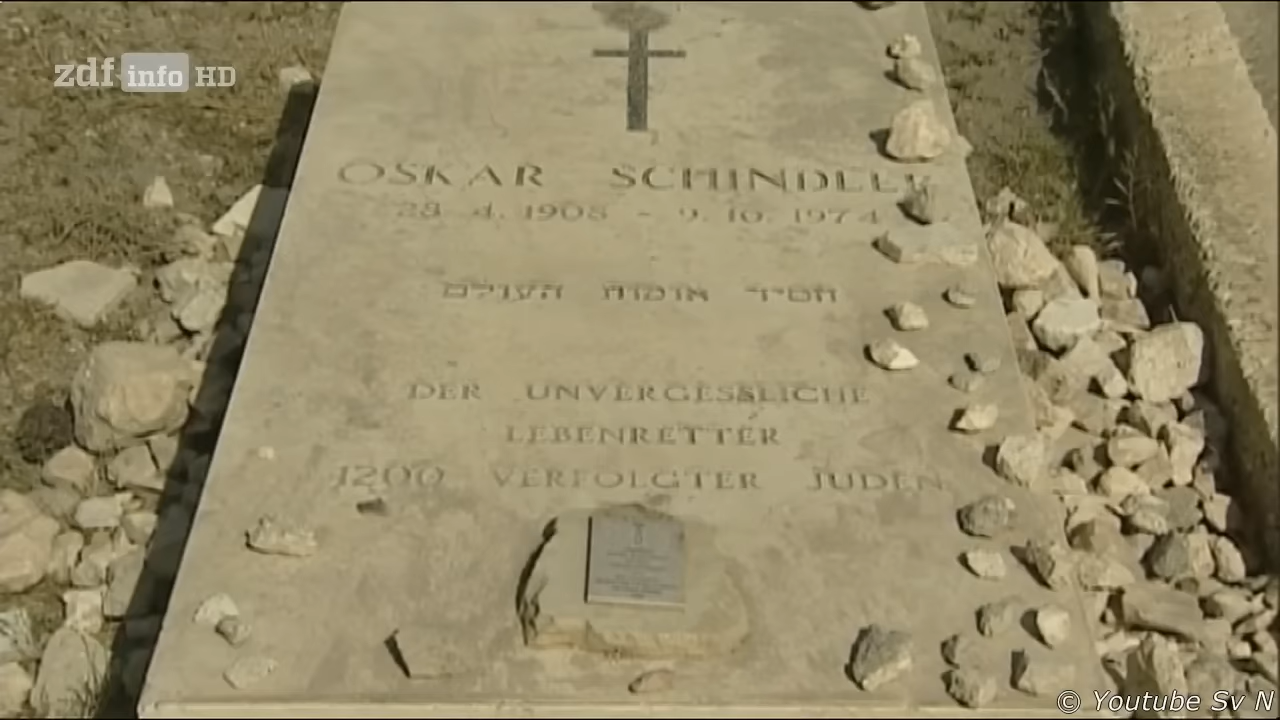 zdf info HD
OSKAR SCHINDLER
28.4.1908 - 9.10.1974
חסיד אומות העולם
DER UNVERGESSLICHE
LEBENRETTER
1200 VERFOLGTER JUDEN
© Youtube Sv N